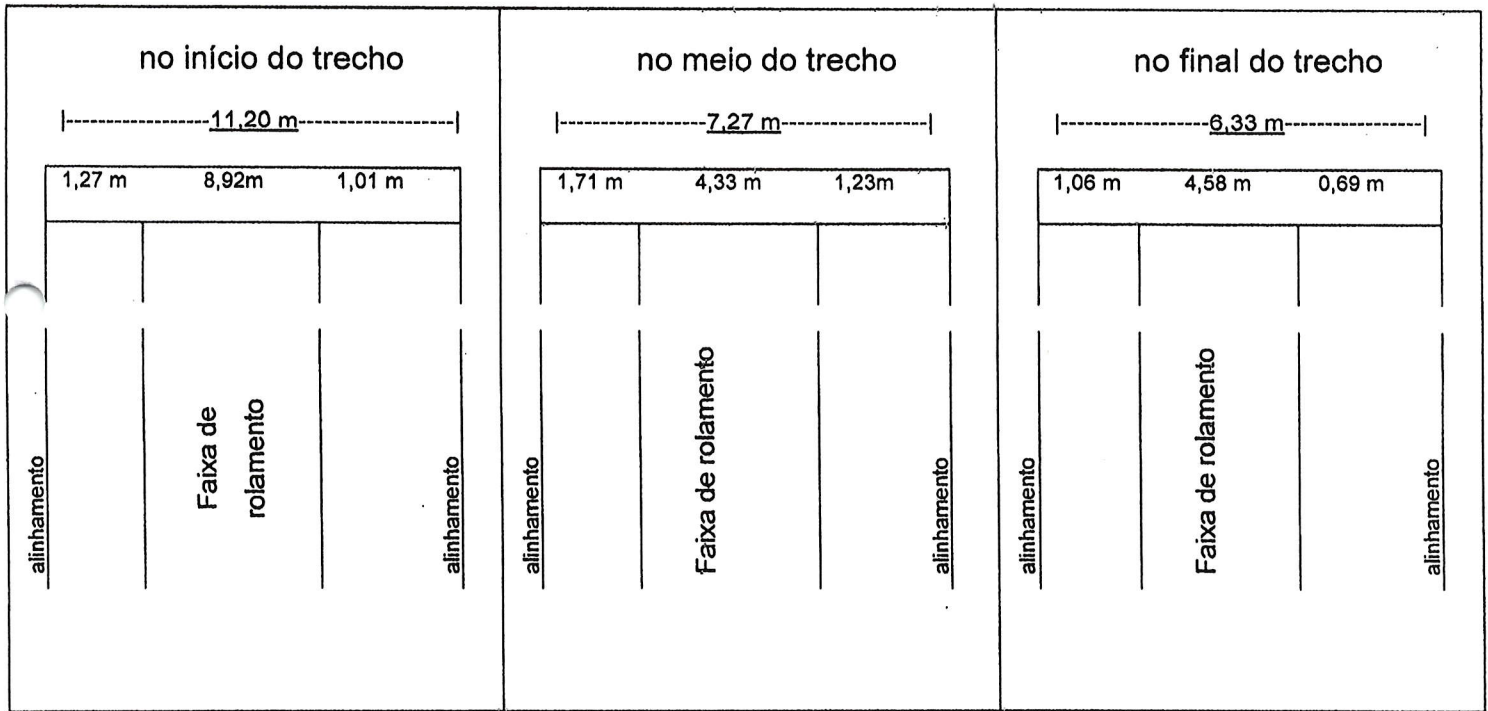 no início do trecho
|-----------------11,20 m------------------|
1,27 m 8,92m 1,01 m
alinhamento
Faixa de
rolamento
alinhamento
no meio do trecho
|-----------------7,27 m-----------------|
1,71 m 4,33 m 1,23m
alinhamento
Faixa de rolamento
alinhamento
no final do trecho
|-----------------6,33 m----------------|
1,06 m 4,58 m 0,69 m
alinhamento
Faixa de rolamento
alinhamento